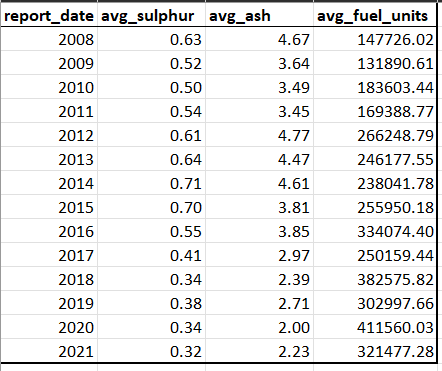 report_date avg_sulphur avg_ash avg_fuel_units
2008 0.63 4.67 147726.02
2009 0.52 3.64 131890.61
2010 0.50 3.49 183603.44
2011 0.54 3.45 169388.77
2012 0.61 4.77 266248.79
2013 0.64 4.47 246177.55
2014 0.71 4.61 238041.78
2015 0.70 3.81 255950.18
2016 0.55 3.85 334074.40
2017 0.41 2.97 250159.44
2018 0.34 2.39 382575.82
2019 0.38 2.71 302997.66
2020 0.34 2.00 411560.03
2021 0.32 2.23 321477.28